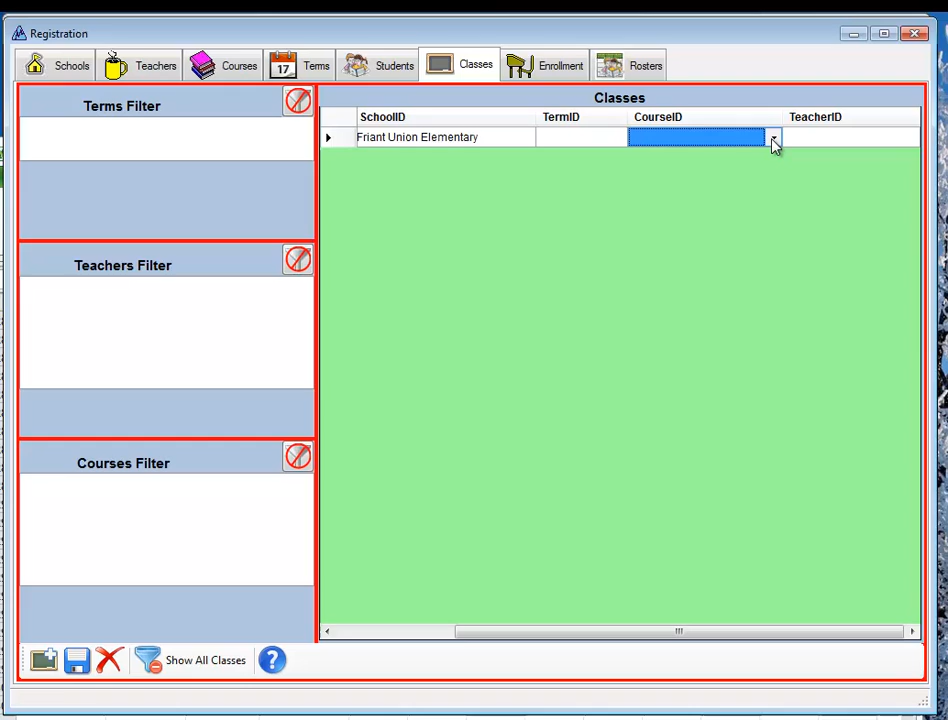 Registration
Schools Teachers Courses 17 Terms Students Classes Enrollment Rosters
Terms Filter
Classes
SchoolID TermID CourseID TeacherID
Friant Union Elementary
Teachers Filter
Courses Filter
Show All Classes ?